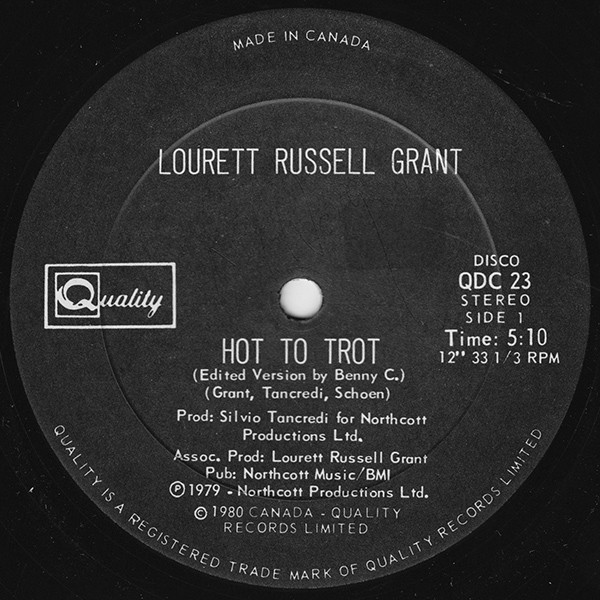 MADE IN CANADA
LOURETT RUSSELL GRANT
Quality
DISCO
QDC 23
STEREO
SIDE 1
Time: 5:10
12" 33 1/3 RPM
HOT TO TROT
(Edited Version by Benny C.)
(Grant, Tancredi, Schoen)
Prod: Silvio Tancredi for Northcott
Productions Ltd.
Assoc. Prod: Lourett Russell Grant
Pub: Northcott Music/BMI
Ⓟ 1979 - Northcott Productions Ltd.
© 1980 CANADA - QUALITY
RECORDS LIMITED
QUALITY IS A REGISTERED TRADE MARK OF QUALITY RECORDS LIMITED